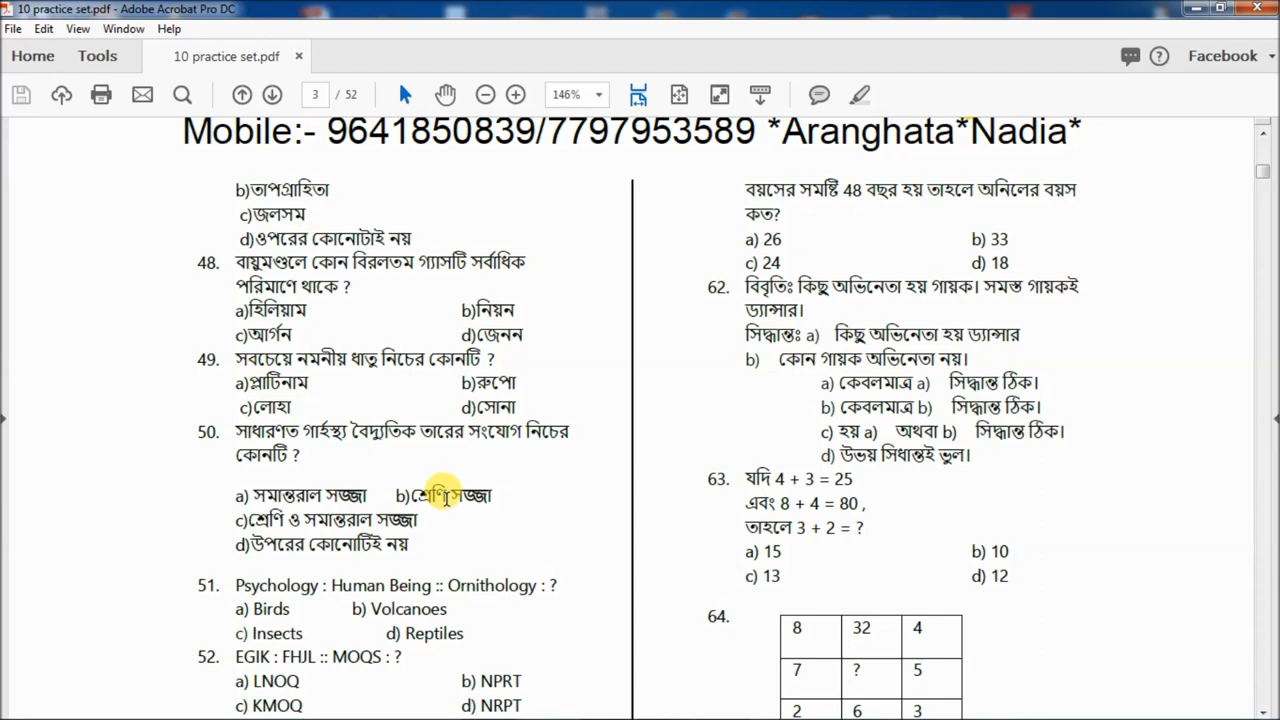 10 practice set.pdf - Adobe Acrobat Pro DC
File Edit View Window Help
Home Tools 10 practice set.pdf × Facebook
3 / 52 146%
Mobile:- 9641850839/7797953589 *Aranghata*Nadia*
b)তাপগ্রাহিতা
c)জলসম
d)ওপরের কোনোটাই নয়
48. বায়ুমণ্ডলে কোন বিরলতম গ্যাসটি সর্বাধিক
পরিমাণে থাকে ?
a)হিলিয়াম b)নিয়ন
c)আর্গন d)জেনন
49. সবচেয়ে নমনীয় ধাতু নিচের কোনটি ?
a)প্লাটিনাম b)রুপো
c)লোহা d)সোনা
50. সাধারণত গার্হস্থ্য বৈদ্যুতিক তারের সংযোগ নিচের
কোনটি ?
a) সমান্তরাল সজ্জা b)শ্রেণি সজ্জা
c)শ্রেণি ও সমান্তরাল সজ্জা
d)উপরের কোনোটিই নয়
51. Psychology : Human Being :: Ornithology : ?
a) Birds b) Volcanoes
c) Insects d) Reptiles
52. EGIK : FHJL :: MOQS : ?
a) LNOQ b) NPRT
c) KMOQ d) NRPT
বয়সের সমষ্টি 48 বছর হয় তাহলে অনিলের বয়স
কত?
a) 26 b) 33
c) 24 d) 18
62. বিবৃতিঃ কিছু অভিনেতা হয় গায়ক। সমস্ত গায়কই
ড্যান্সার।
সিদ্ধান্তঃ a) কিছু অভিনেতা হয় ড্যান্সার
b) কোন গায়ক অভিনেতা নয়।
a) কেবলমাত্র a) সিদ্ধান্ত ঠিক।
b) কেবলমাত্র b) সিদ্ধান্ত ঠিক।
c) হয় a) অথবা b) সিদ্ধান্ত ঠিক।
d) উভয় সিধান্তই ভুল।
63. যদি 4 + 3 = 25
এবং 8 + 4 = 80 ,
তাহলে 3 + 2 = ?
a) 15 b) 10
c) 13 d) 12
64.
8 32 4
7 ? 5
2 6 3